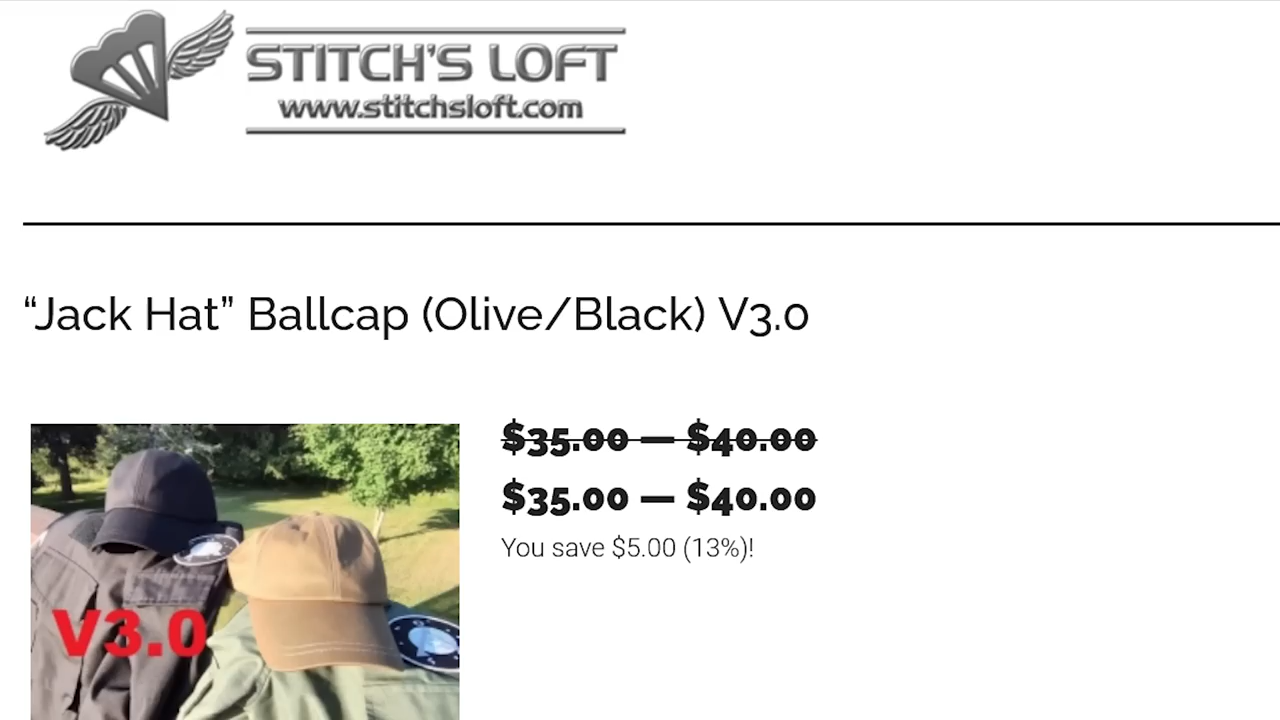 STITCH'S LOFT
www.stitchsloft.com
“Jack Hat” Ballcap (Olive/Black) V3.0
$35.00 — $40.00
$35.00 — $40.00
You save $5.00 (13%)!
V3.0